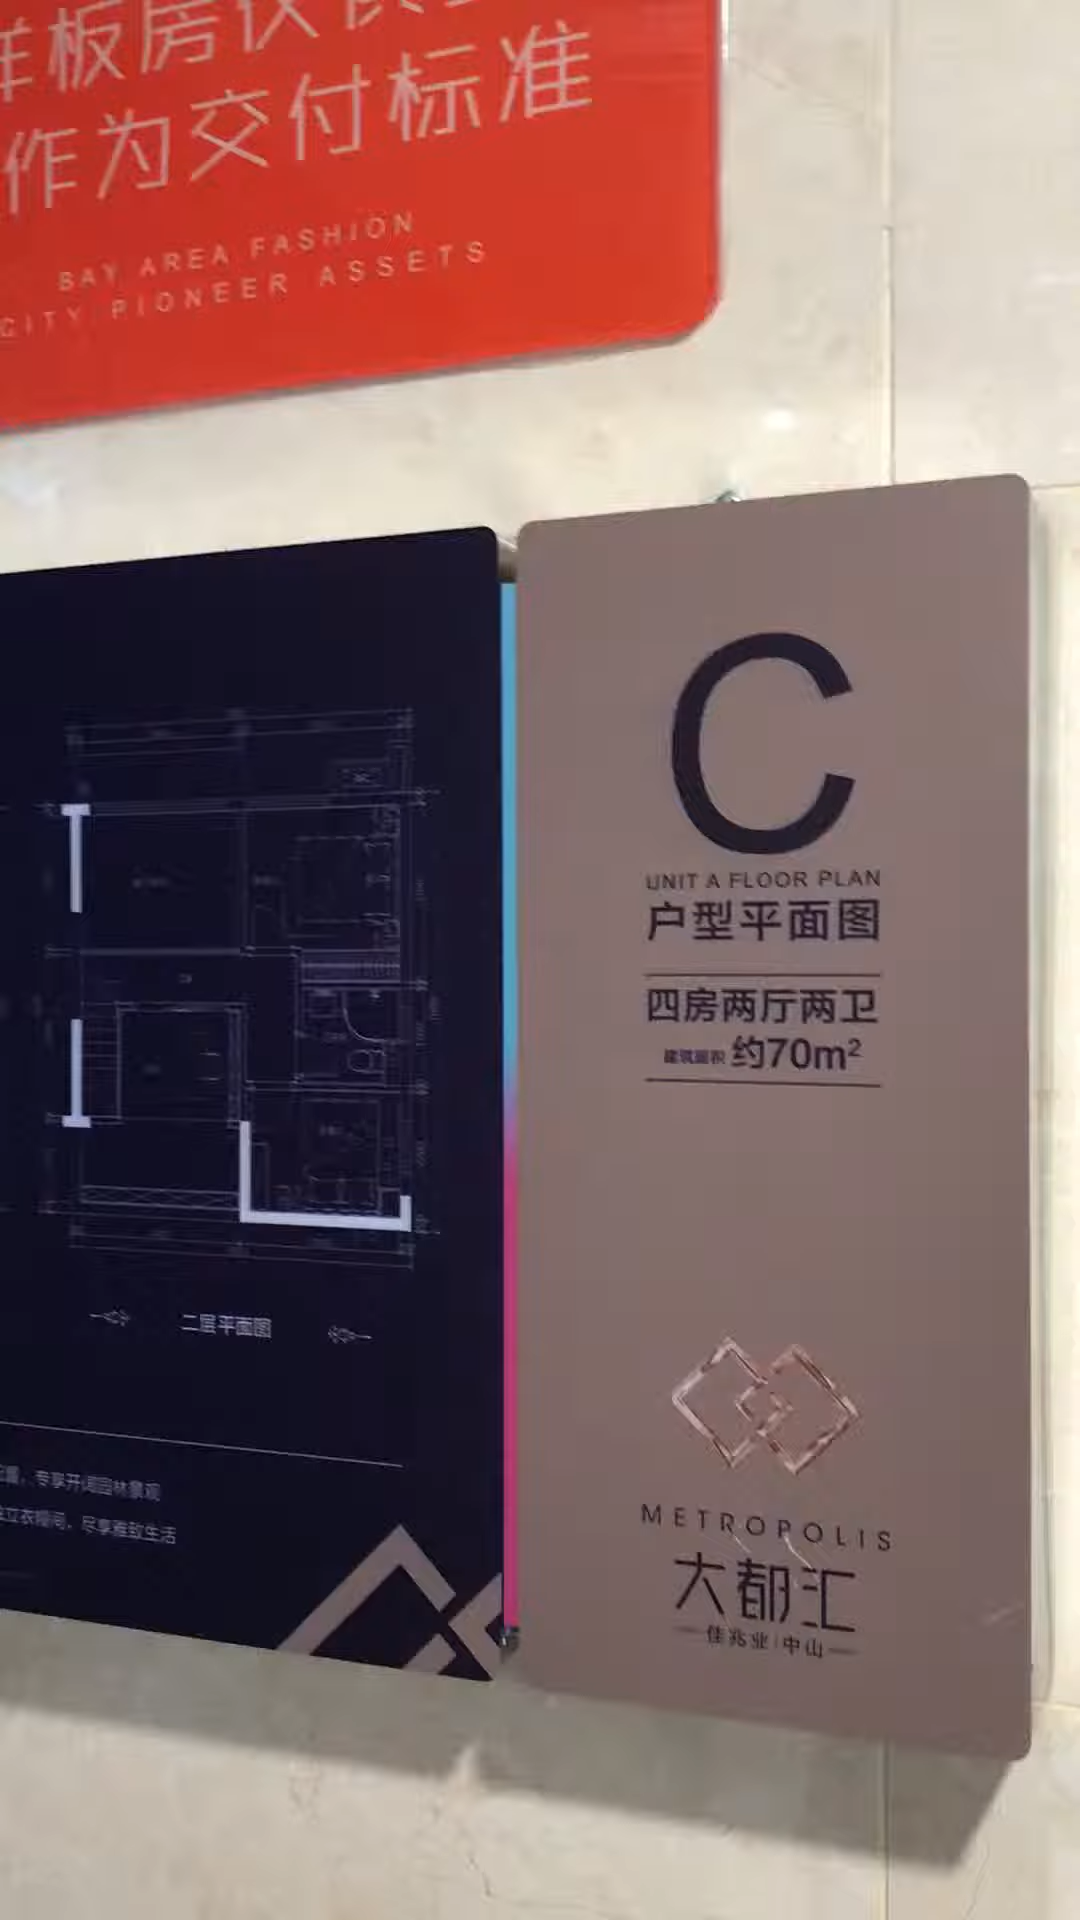 样板房仅
作为交付标准
BAY AREA FASHION
CITY PIONEER ASSETS
C
UNIT A FLOOR PLAN
户型平面图
四房两厅两卫
建筑面积 约70m²
二层平面图
专享开阔园林景观
立衣帽间，尽享雅致生活
METROPOLIS
大都汇
佳兆业 中山